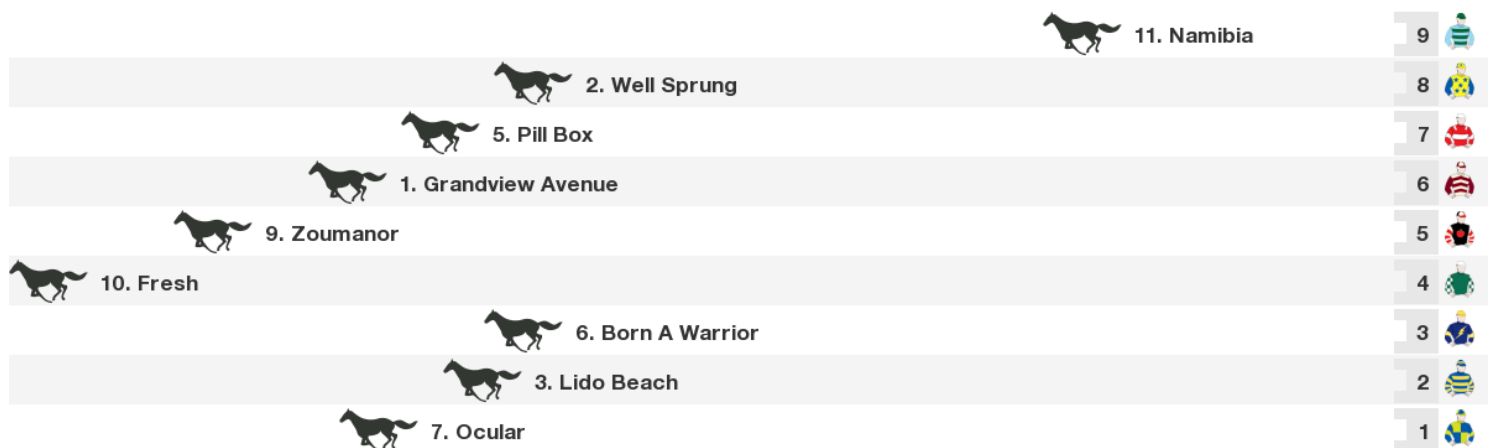 11. Namibia 9
2. Well Sprung 8
5. Pill Box 7
1. Grandview Avenue 6
9. Zoumanor 5
10. Fresh 4
6. Born A Warrior 3
3. Lido Beach 2
7. Ocular 1